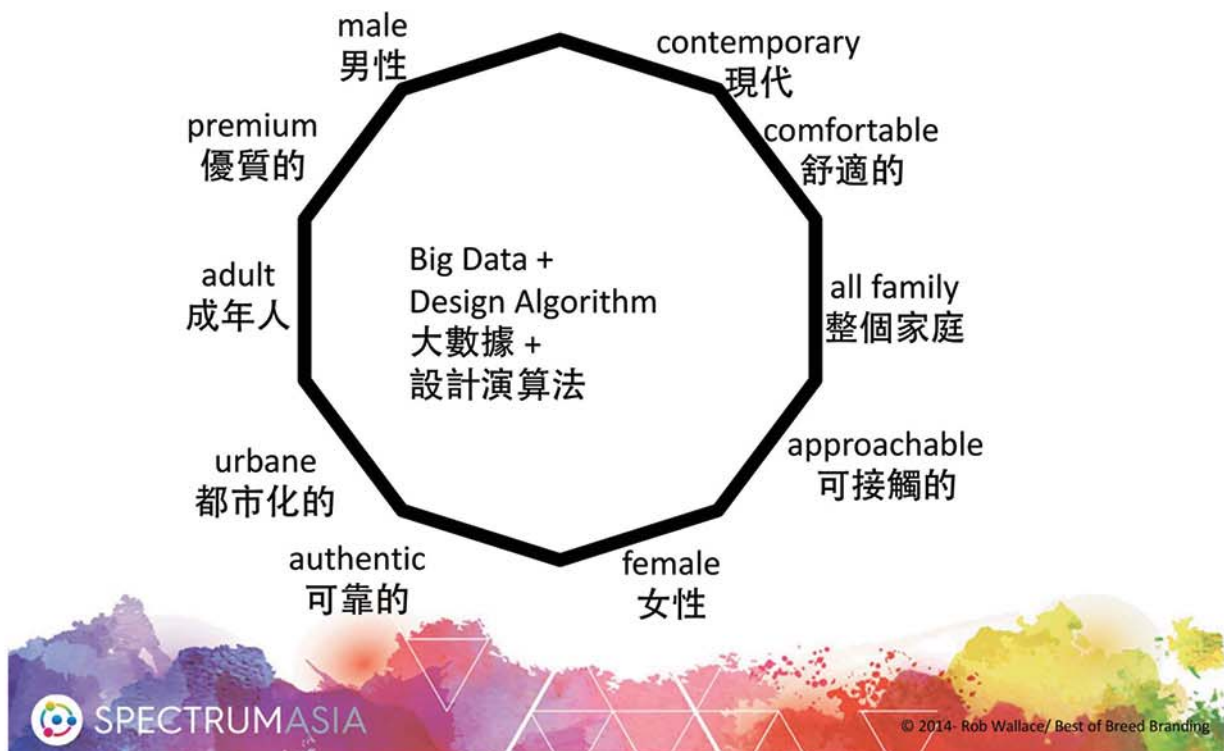 male
男性
contemporary
現代
premium
優質的
comfortable
舒適的
adult
成年人
Big Data +
Design Algorithm
大數據 +
設計演算法
all family
整個家庭
urbane
都市化的
approachable
可接觸的
authentic
可靠的
female
女性
SPECTRUMASIA
© 2014- Rob Wallace/ Best of Breed Branding